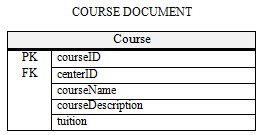 COURSE DOCUMENT
Course
PK courseID
FK centerID
courseName
courseDescription
tuition